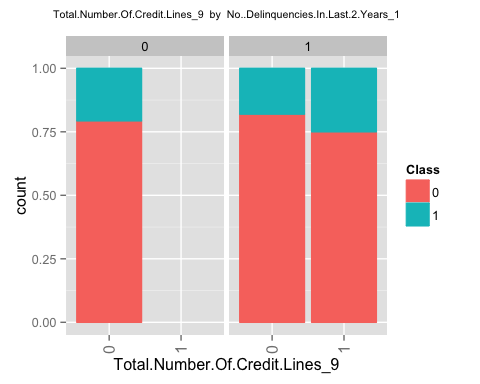 Total.Number.Of.Credit.Lines_9 by No..Delinquencies.In.Last.2.Years_1
0 1
1.00
0.75
0.50
0.25
0.00
count
0 1 0 1
Total.Number.Of.Credit.Lines_9
Class
0
1